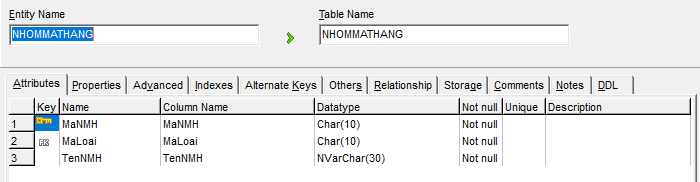 Entity Name Table Name
NHOMMATHANG NHOMMATHANG
Attributes Properties Advanced Indexes Alternate Keys Others Relationship Storage Comments Notes DDL
Key Name Column Name Datatype Not null Unique Description
1 MaNMH MaNMH Char(10) Not null
2 FK MaLoai MaLoai Char(10) Not null
3 TenNMH TenNMH NVarChar(30) Not null